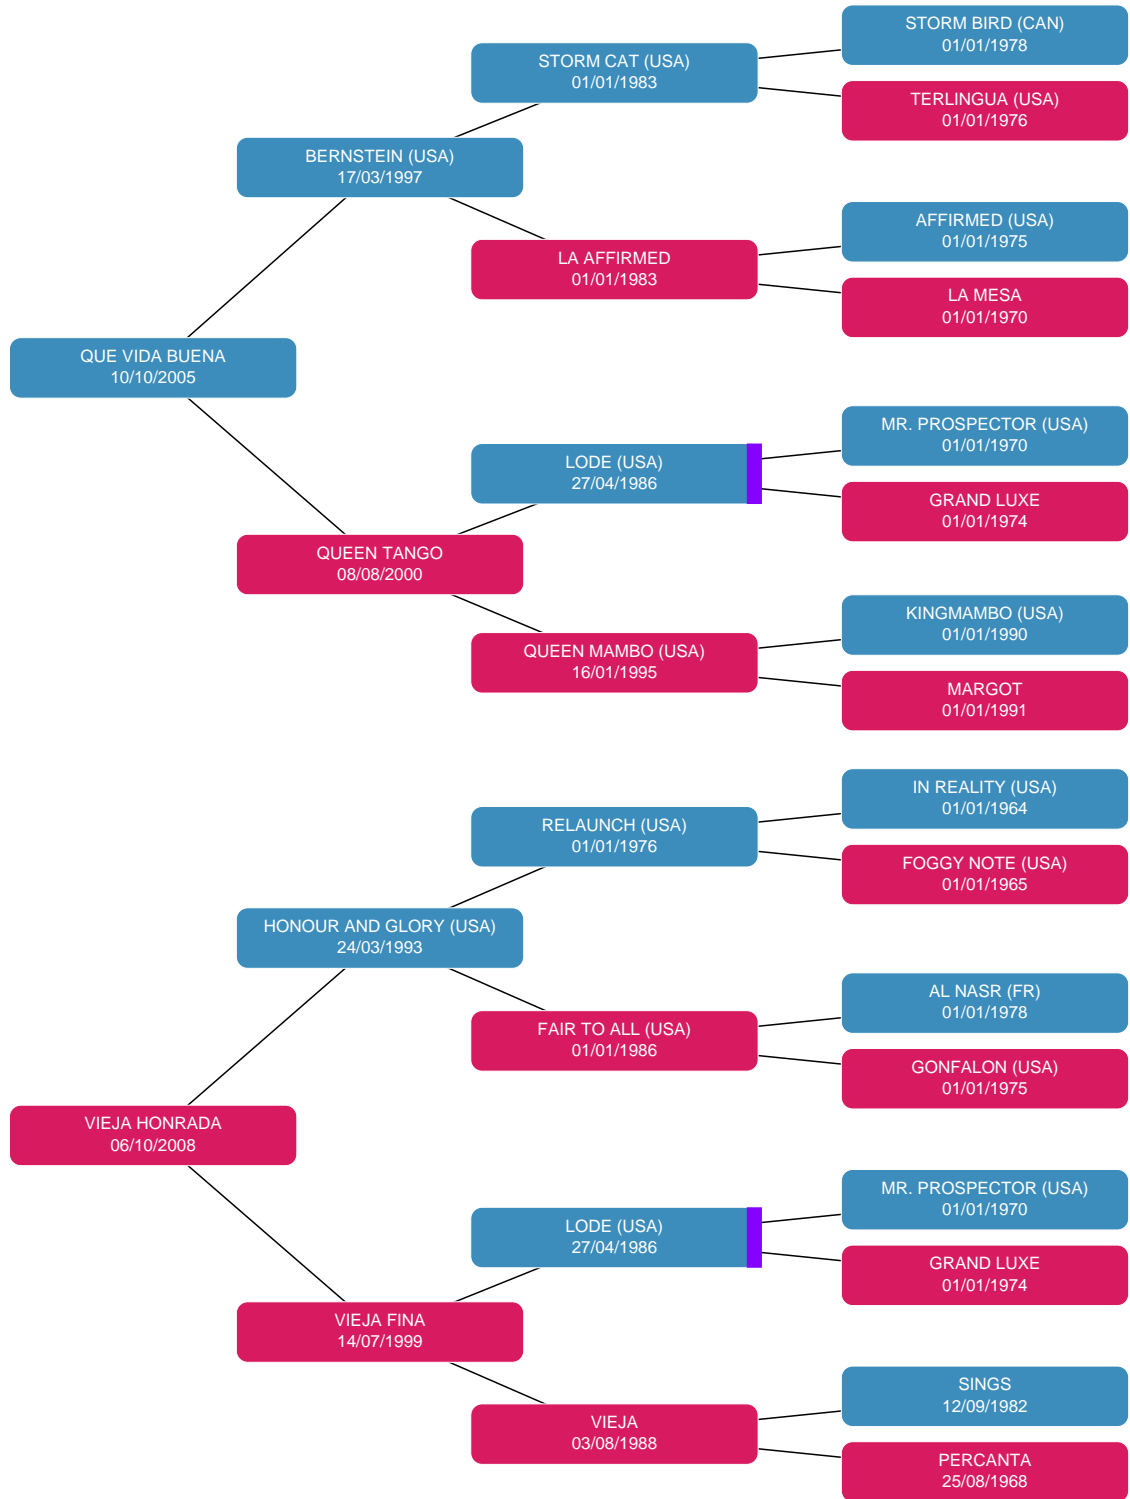 STORM BIRD (CAN)
01/01/1978
STORM CAT (USA)
01/01/1983
TERLINGUA (USA)
01/01/1976
BERNSTEIN (USA)
17/03/1997
AFFIRMED (USA)
01/01/1975
LA AFFIRMED
01/01/1983
LA MESA
01/01/1970
QUE VIDA BUENA
10/10/2005
MR. PROSPECTOR (USA)
01/01/1970
LODE (USA)
27/04/1986
GRAND LUXE
01/01/1974
QUEEN TANGO
08/08/2000
KINGMAMBO (USA)
01/01/1990
QUEEN MAMBO (USA)
16/01/1995
MARGOT
01/01/1991
IN REALITY (USA)
01/01/1964
RELAUNCH (USA)
01/01/1976
FOGGY NOTE (USA)
01/01/1965
HONOUR AND GLORY (USA)
24/03/1993
AL NASR (FR)
01/01/1978
FAIR TO ALL (USA)
01/01/1986
GONFALON (USA)
01/01/1975
VIEJA HONRADA
06/10/2008
MR. PROSPECTOR (USA)
01/01/1970
LODE (USA)
27/04/1986
GRAND LUXE
01/01/1974
VIEJA FINA
14/07/1999
SINGS
12/09/1982
VIEJA
03/08/1988
PERCANTA
25/08/1968